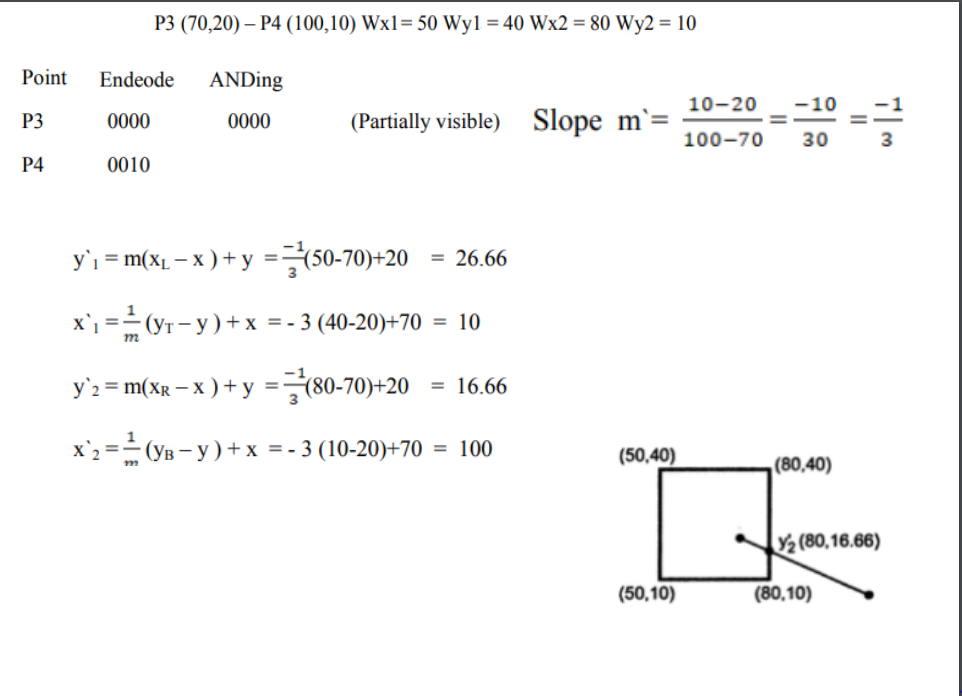 P3 (70,20) – P4 (100,10) Wx1= 50 Wy1 = 40 Wx2 = 80 Wy2 = 10
Point Endeode ANDing
P3 0000 0000 (Partially visible) Slope m`= 10−20/100−70 = −10/30 = −1/3
P4 0010
y`1 = m(xL – x ) + y = −1/3(50-70)+20 = 26.66
x`1 = 1/m (yT – y ) + x = - 3 (40-20)+70 = 10
y`2 = m(xR – x ) + y = −1/3(80-70)+20 = 16.66
x`2 = 1/m (yB – y ) + x = - 3 (10-20)+70 = 100
(50,40) (80,40)
y2 (80,16.66)
(50,10) (80,10)